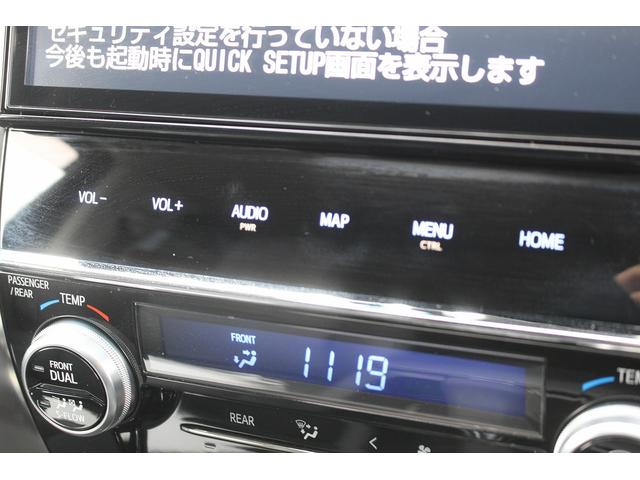 セキュリティ設定を行っていない場合
今後も起動時にQUICK SETUP画面を表示します
VOL- VOL+ AUDIO MAP MENU HOME
PWR CTRL
PASSENGER
/REAR
TEMP
FRONT
1119
FRONT
DUAL
S-FLOW
REAR